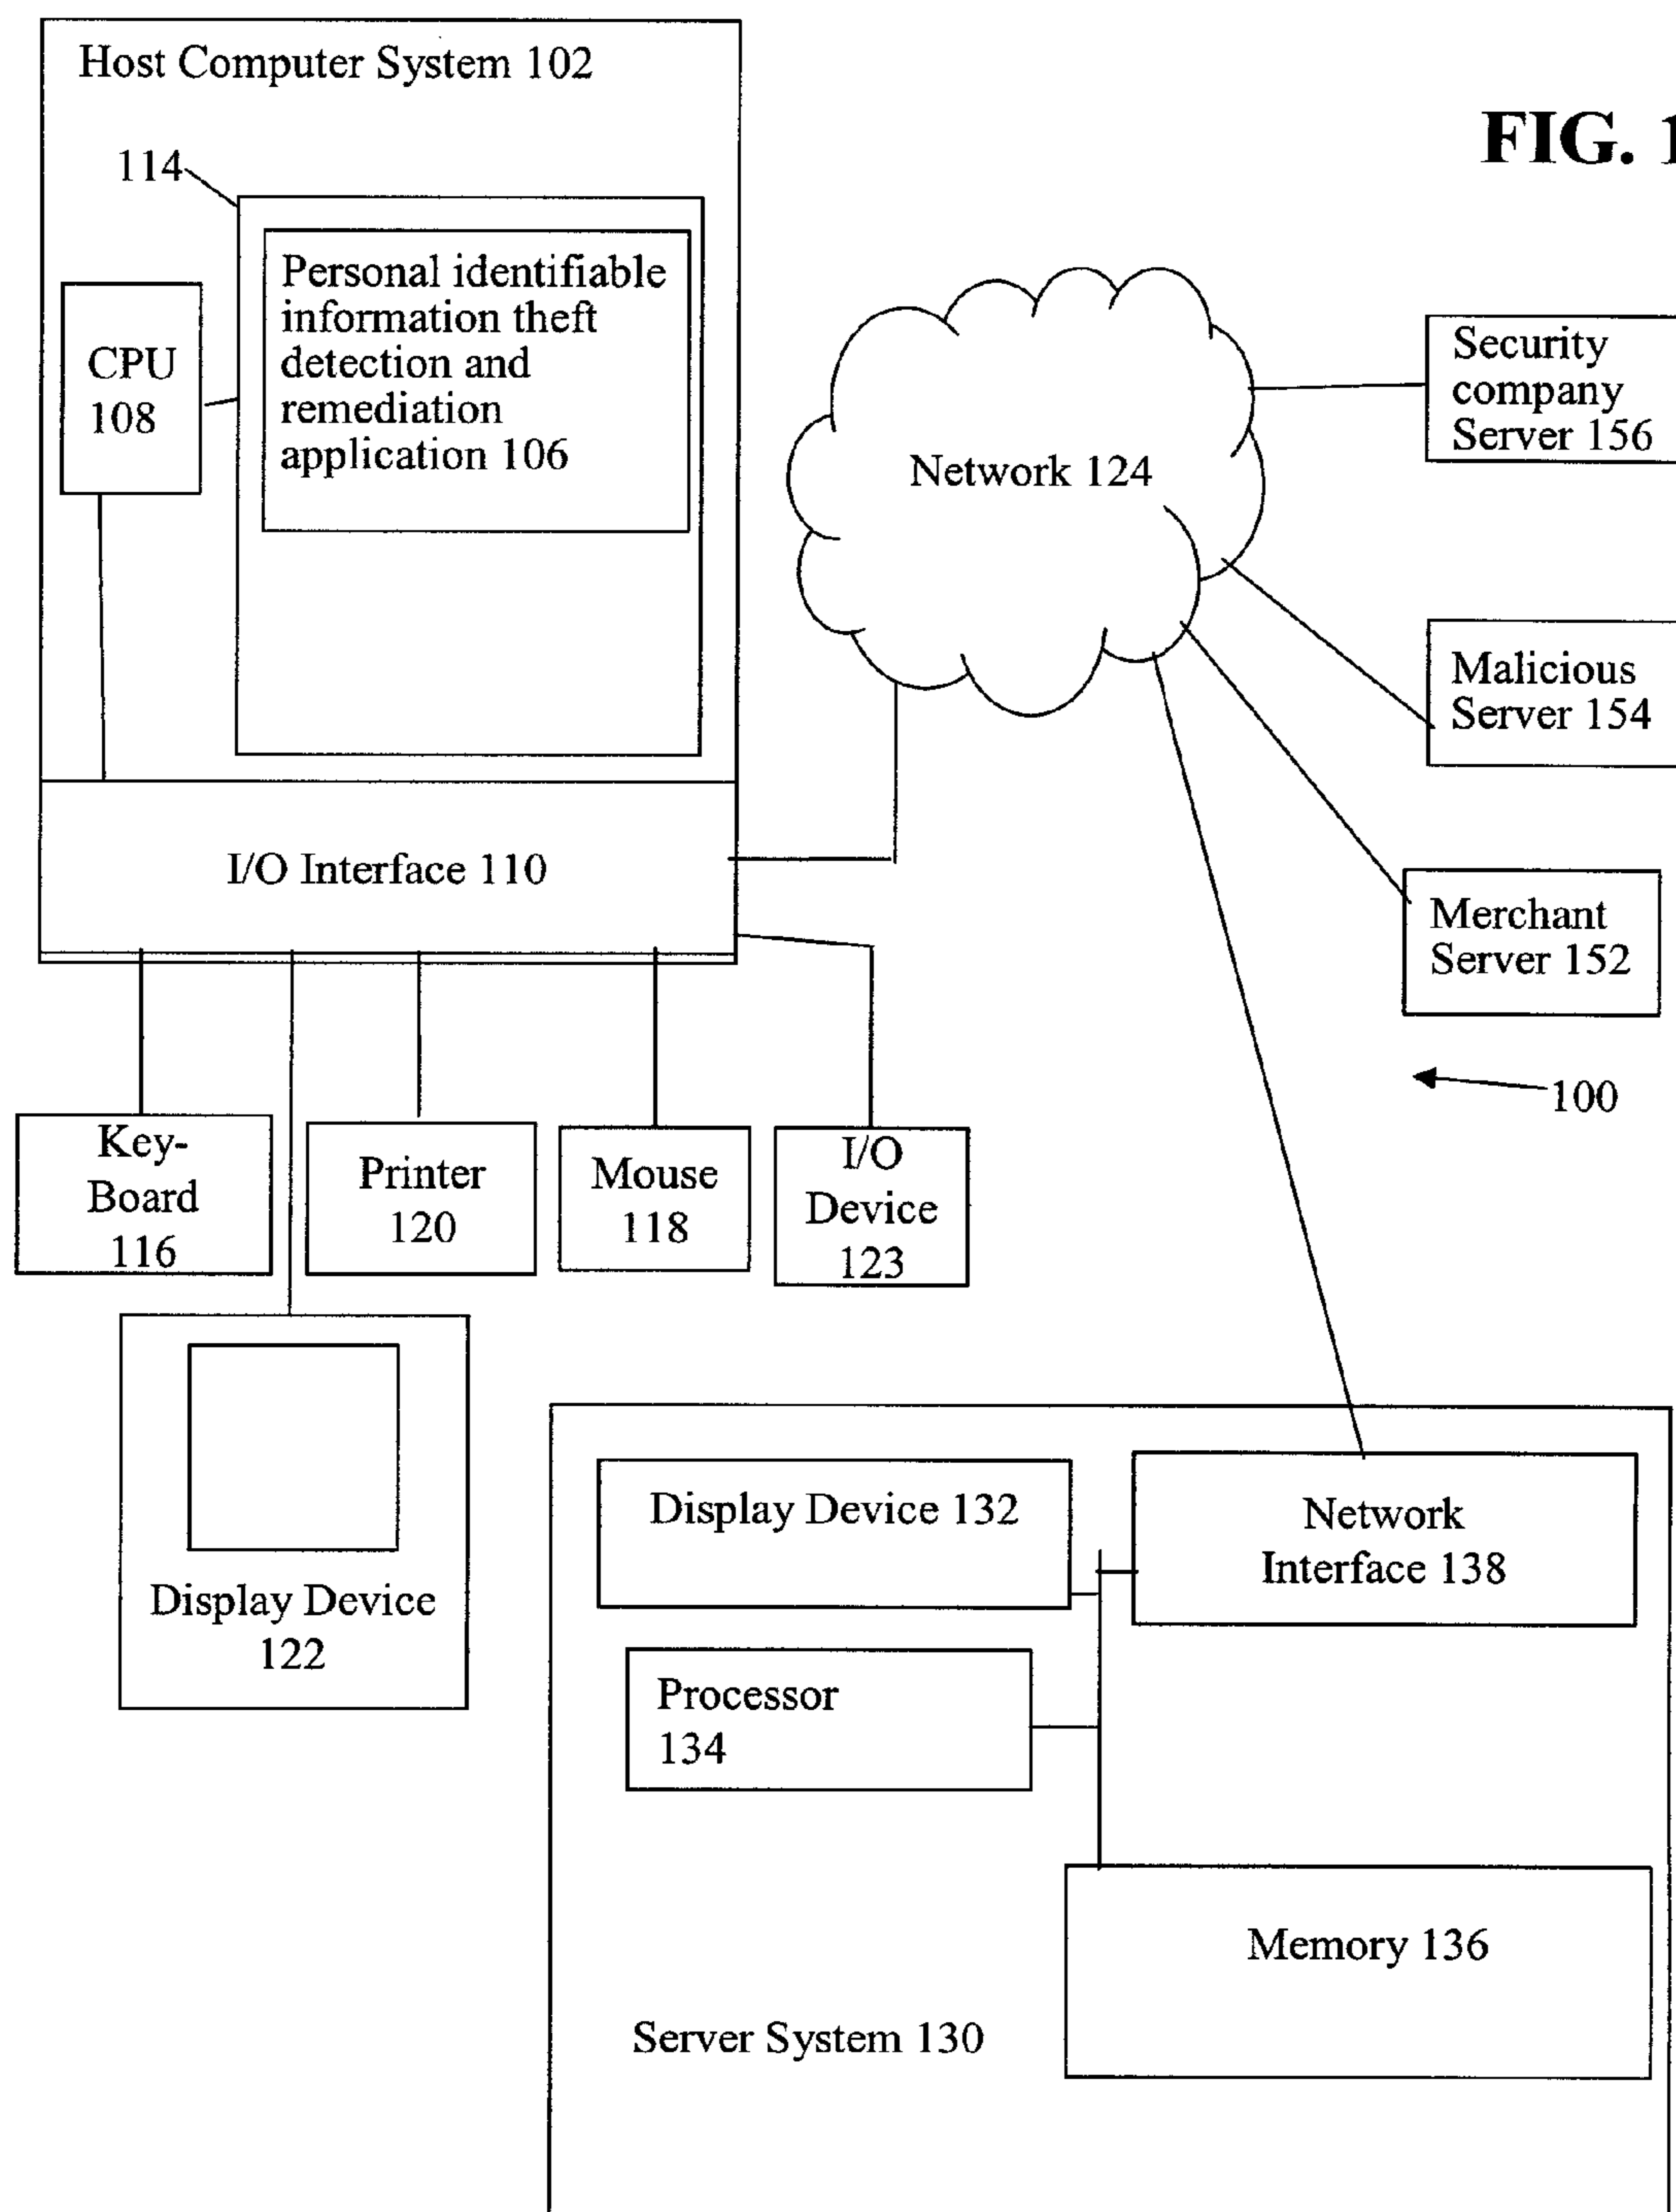 Host Computer System 102
FIG. 1
114
Personal identifiable
information theft
detection and
remediation
application 106
CPU
108
Network 124
Security
company
Server 156
Malicious
Server 154
I/O Interface 110
Merchant
Server 152
100
Key-
Board
116
Printer
120
Mouse
118
I/O
Device
123
Display Device
122
Display Device 132
Network
Interface 138
Processor
134
Memory 136
Server System 130